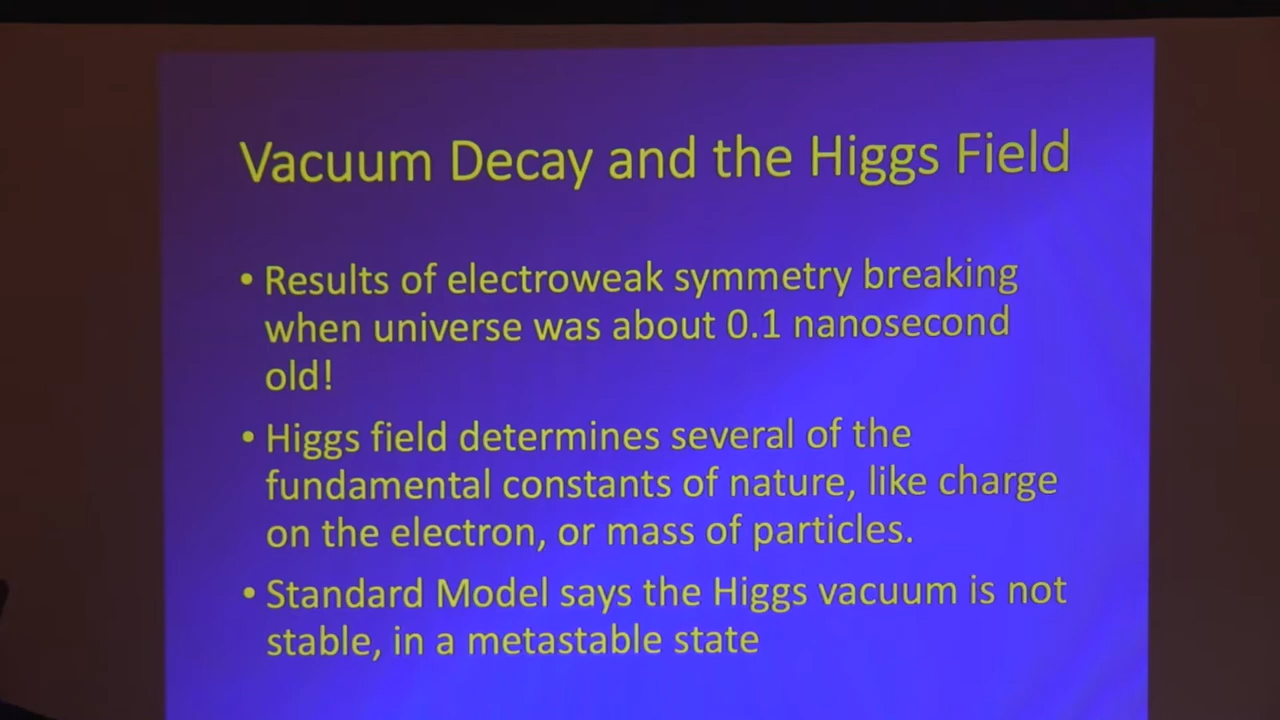 Vacuum Decay and the Higgs Field
• Results of electroweak symmetry breaking
when universe was about 0.1 nanosecond
old!
• Higgs field determines several of the
fundamental constants of nature, like charge
on the electron, or mass of particles.
• Standard Model says the Higgs vacuum is not
stable, in a metastable state